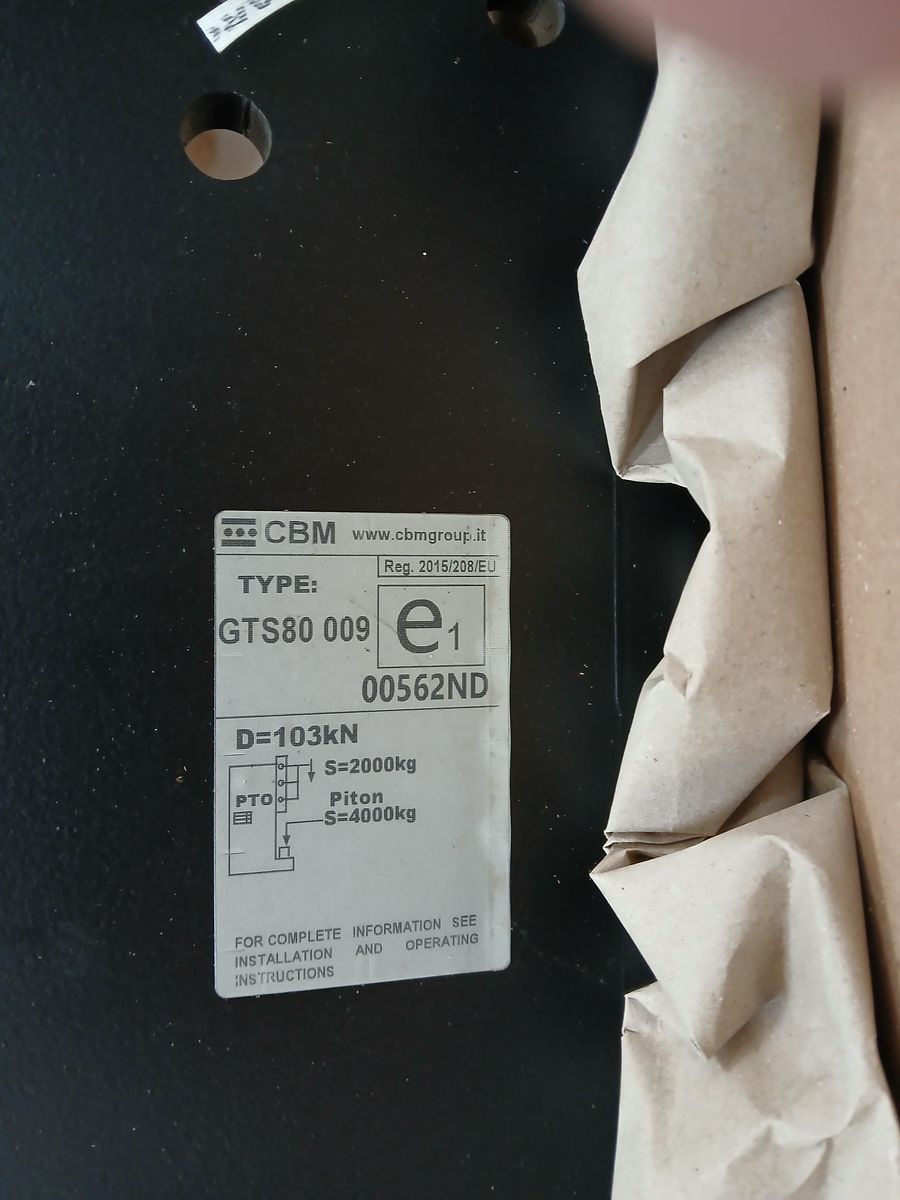 CBM www.cbmgroup.it
Reg. 2015/208/EU
TYPE:
GTS80 009
e1
00562ND
D=103kN
S=2000kg
PTO
Piton
S=4000kg
FOR COMPLETE INFORMATION SEE
INSTALLATION AND OPERATING
INSTRUCTIONS